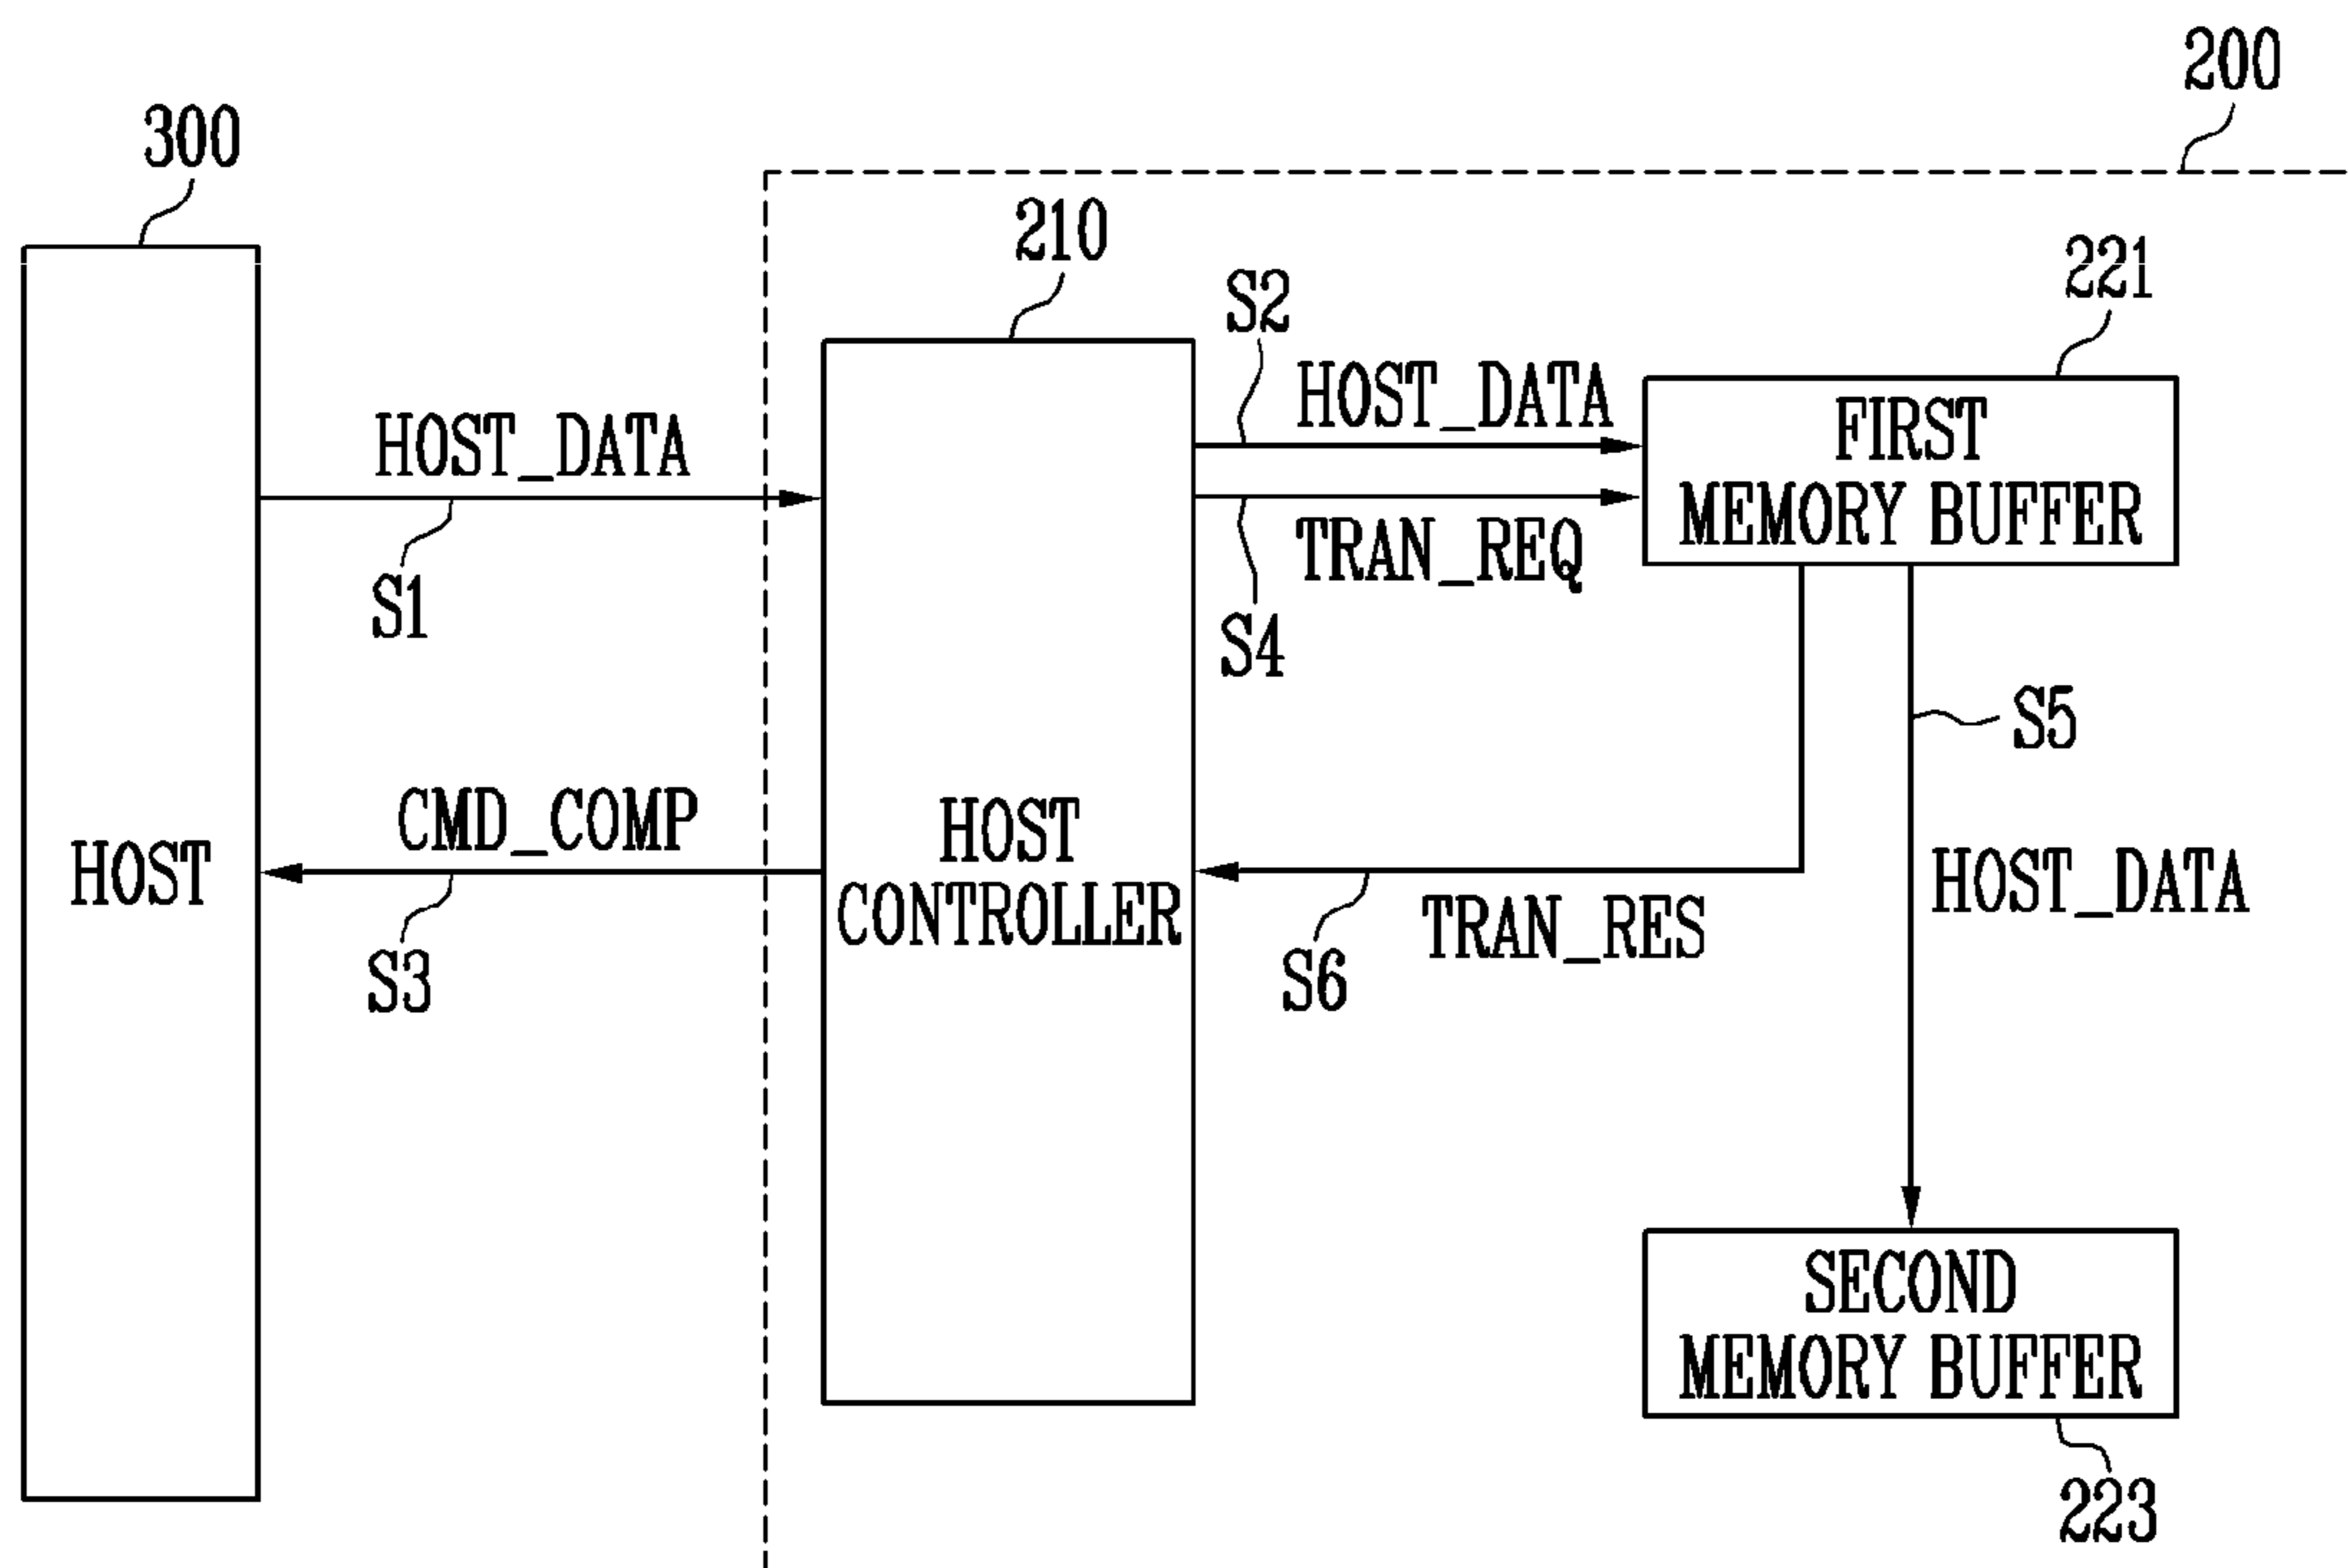 200
300
210
221
S2
HOST_DATA
FIRST
MEMORY BUFFER
HOST_DATA
S1
TRAN_REQ
S4
S5
CMD_COMP
S3
HOST
HOST
CONTROLLER
HOST_DATA
TRAN_RES
S6
SECOND
MEMORY BUFFER
223